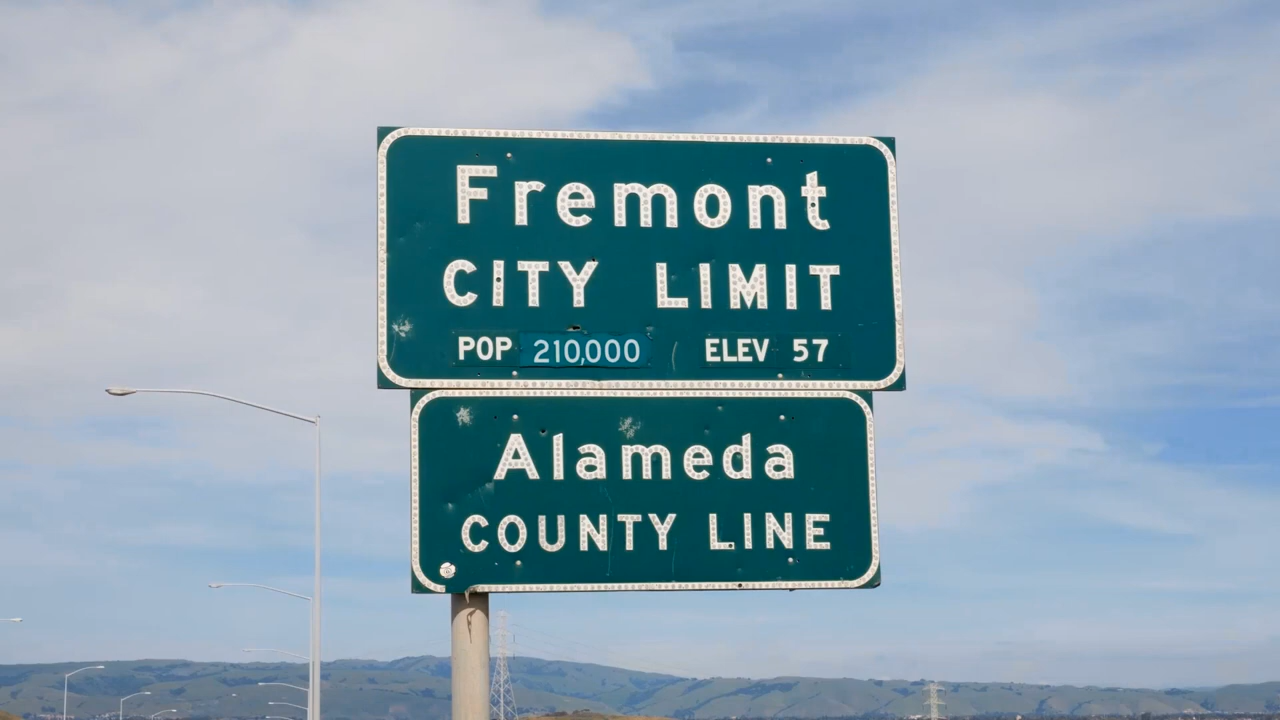 Fremont
CITY LIMIT
POP 210,000 ELEV 57
Alameda
COUNTY LINE